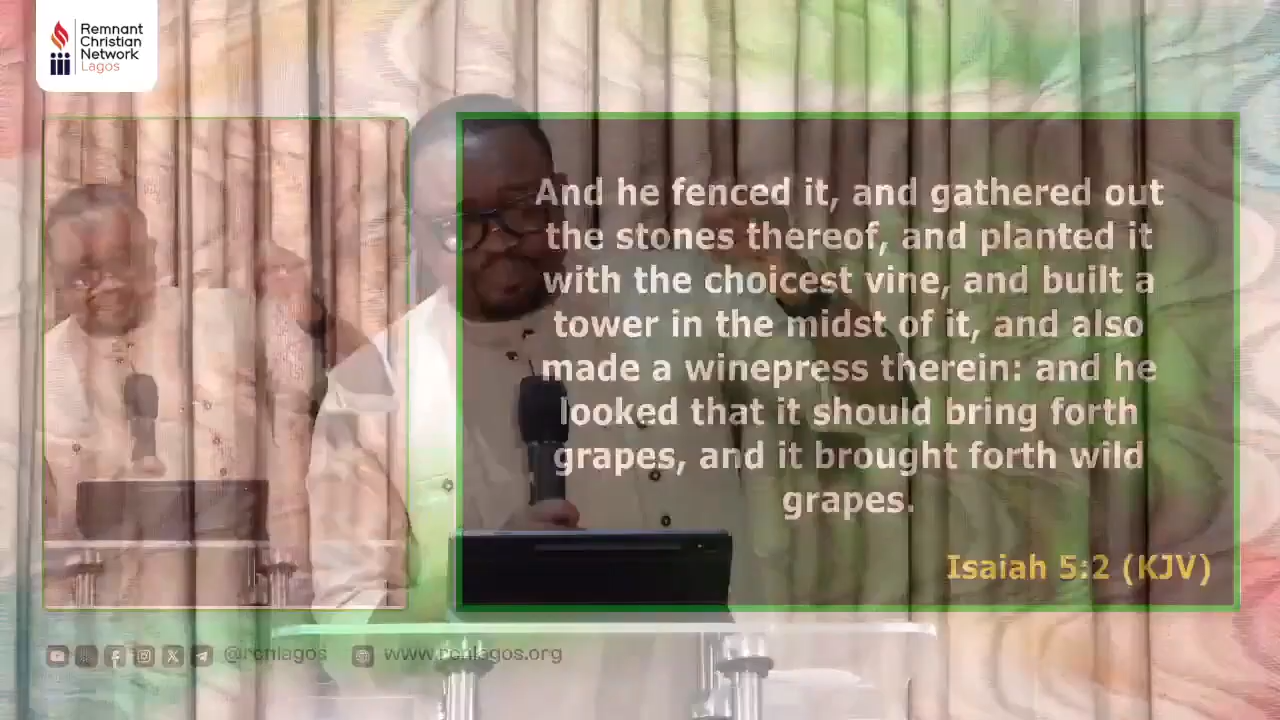 Remnant
Christian
Network
Lagos
And he fenced it, and gathered out
the stones thereof, and planted it
with the choicest vine, and built a
tower in the midst of it, and also
made a winepress therein: and he
looked that it should bring forth
grapes, and it brought forth wild
grapes.
Isaiah 5:2 (KJV)
@rcnlagos www.rcnlagos.org